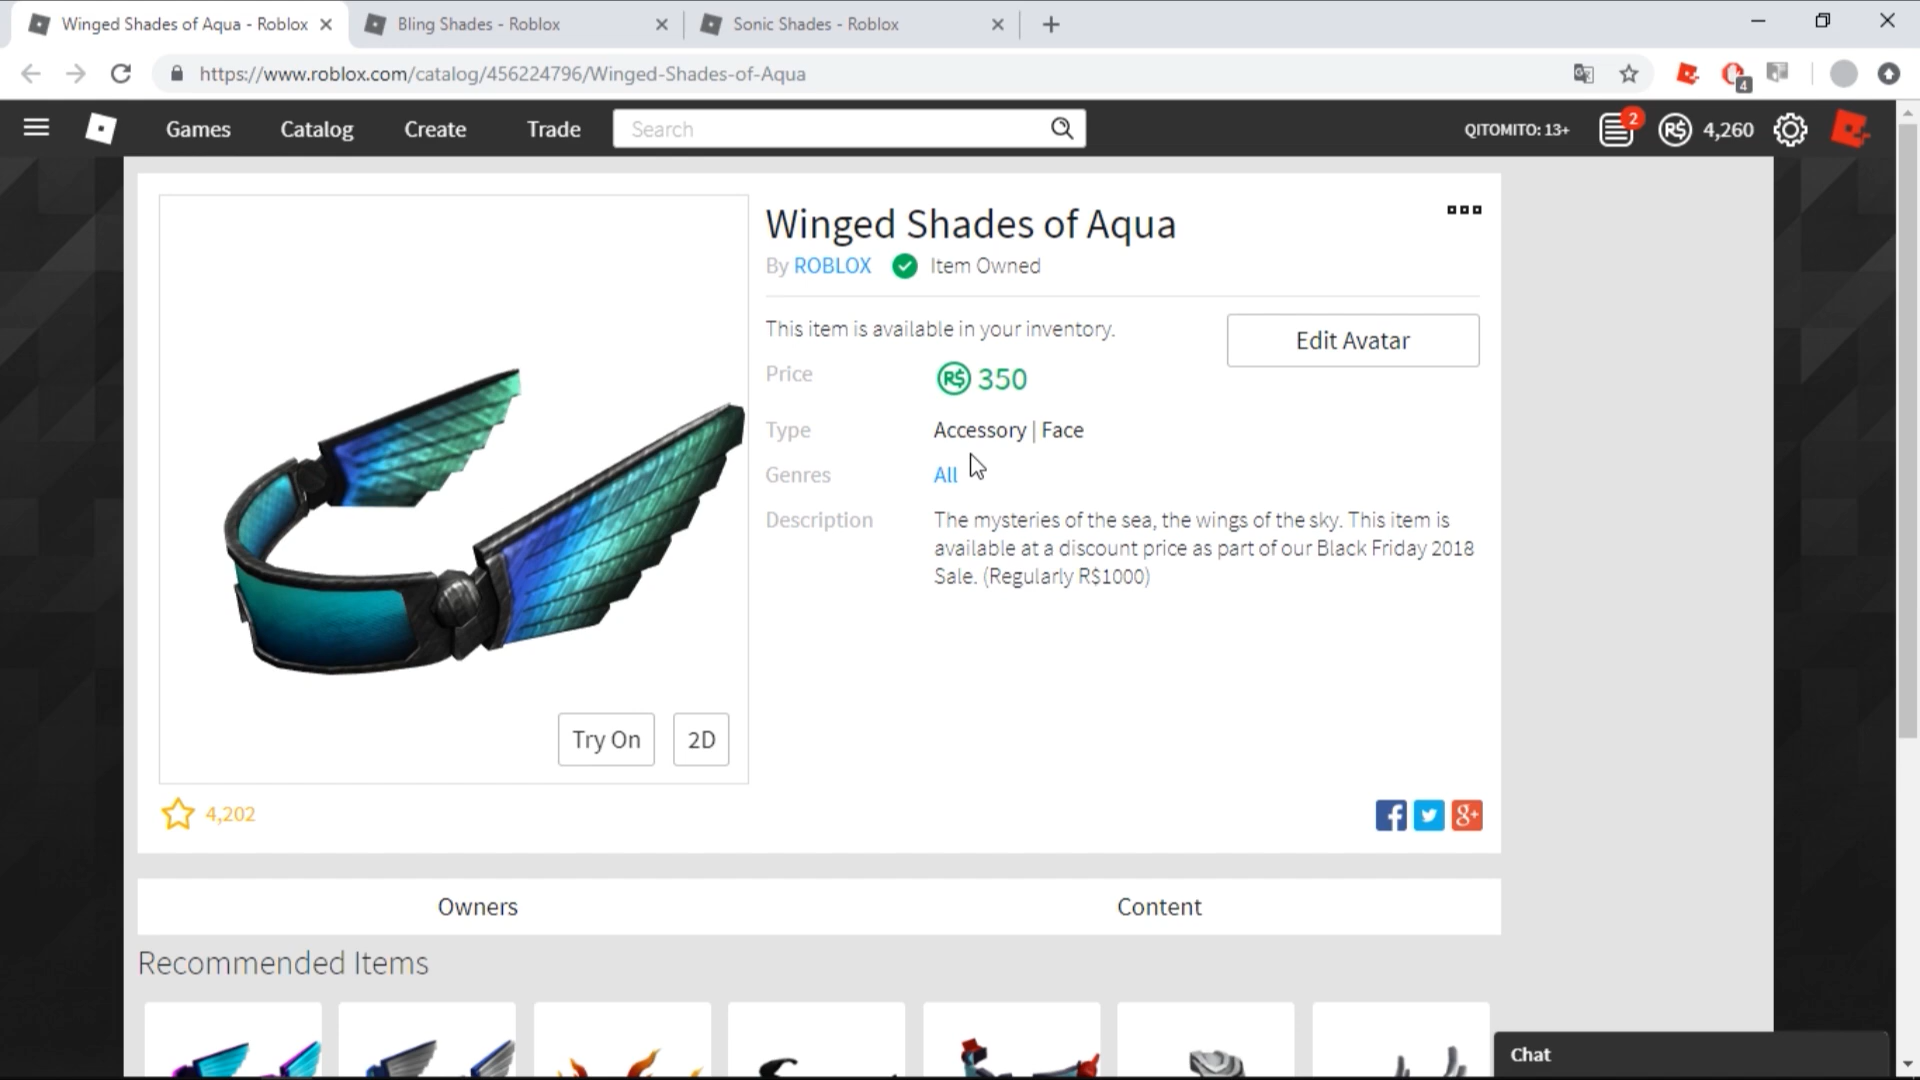 Winged Shades of Aqua - Roblox
Bling Shades - Roblox
Sonic Shades - Roblox
https://www.roblox.com/catalog/456224796/Winged-Shades-of-Aqua
4
Games
Catalog
Create
Trade
Search
QITOMITO: 13+
2
R$ 4,260
Winged Shades of Aqua
By ROBLOX Item Owned
This item is available in your inventory.
Edit Avatar
Price R$ 350
Type Accessory | Face
Genres All
Description The mysteries of the sea, the wings of the sky. This item is
available at a discount price as part of our Black Friday 2018
Sale. (Regularly R$1000)
Try On
2D
4,202
f
g+
Owners
Content
Recommended Items
Chat